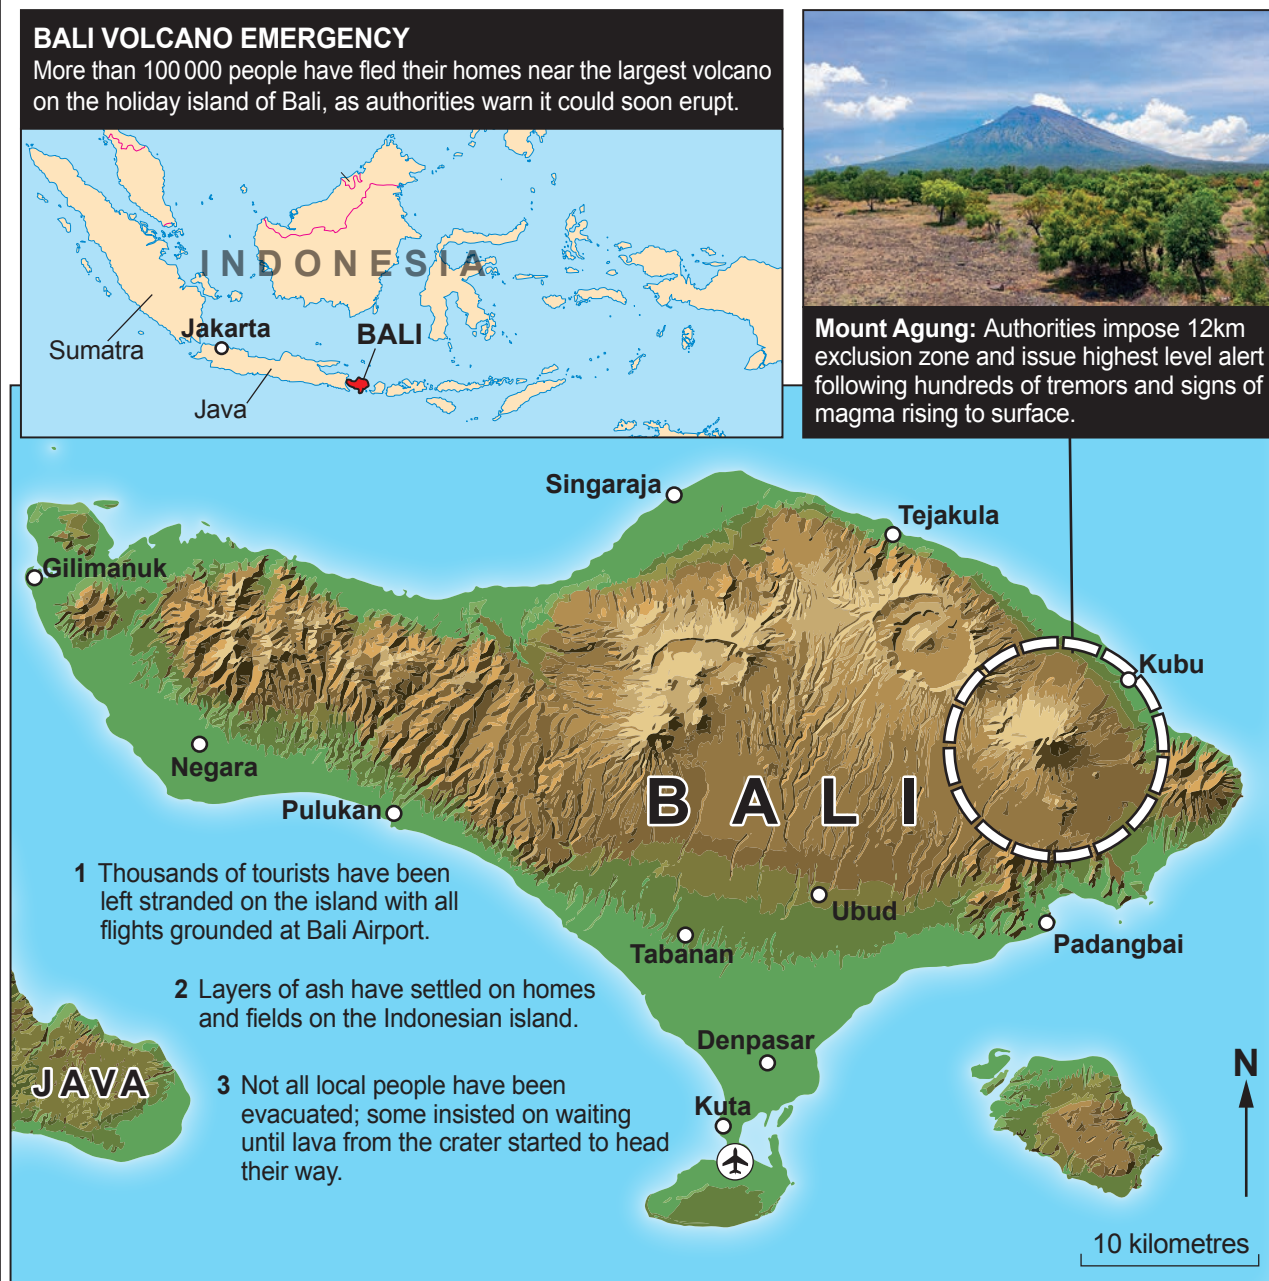 BALI VOLCANO EMERGENCY
More than 100 000 people have fled their homes near the largest volcano
on the holiday island of Bali, as authorities warn it could soon erupt.
INDONESIA
Jakarta
BALI
Sumatra
Java
Mount Agung: Authorities impose 12km
exclusion zone and issue highest level alert
following hundreds of tremors and signs of
magma rising to surface.
Singaraja
Tejakula
Gilimanuk
Kubu
Negara
Pulukan
BALI
1 Thousands of tourists have been
left stranded on the island with all
flights grounded at Bali Airport.
Ubud
Tabanan
Padangbai
2 Layers of ash have settled on homes
and fields on the Indonesian island.
Denpasar
JAVA
3 Not all local people have been
evacuated; some insisted on waiting
until lava from the crater started to head
their way.
Kuta
N
10 kilometres